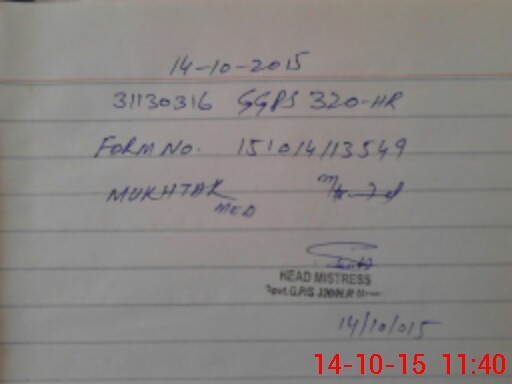 14-10-2015
31130316 GGPS 320-HR
FORM NO. 151014113549
MUKHTAR
MED
HEAD MISTRESS
14/10/015
14-10-15 11:40